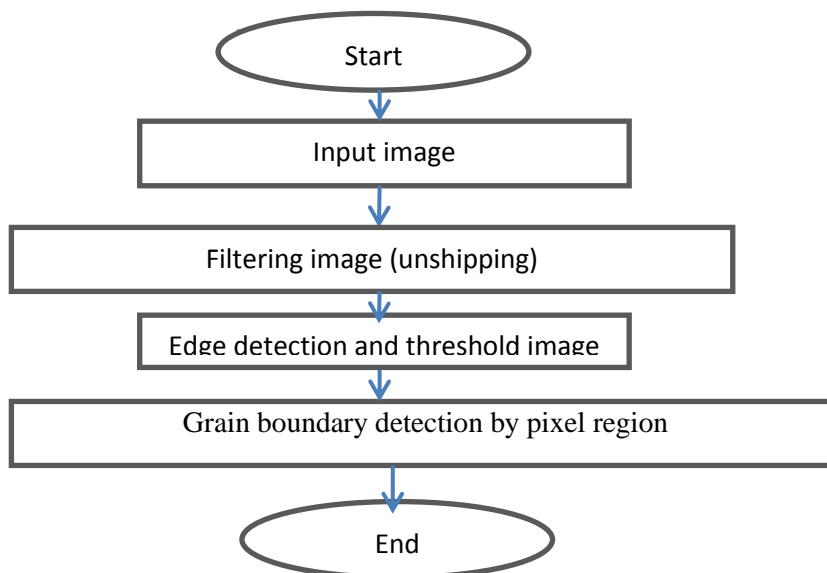 Start
Input image
Filtering image (unshipping)
Edge detection and threshold image
Grain boundary detection by pixel region
End